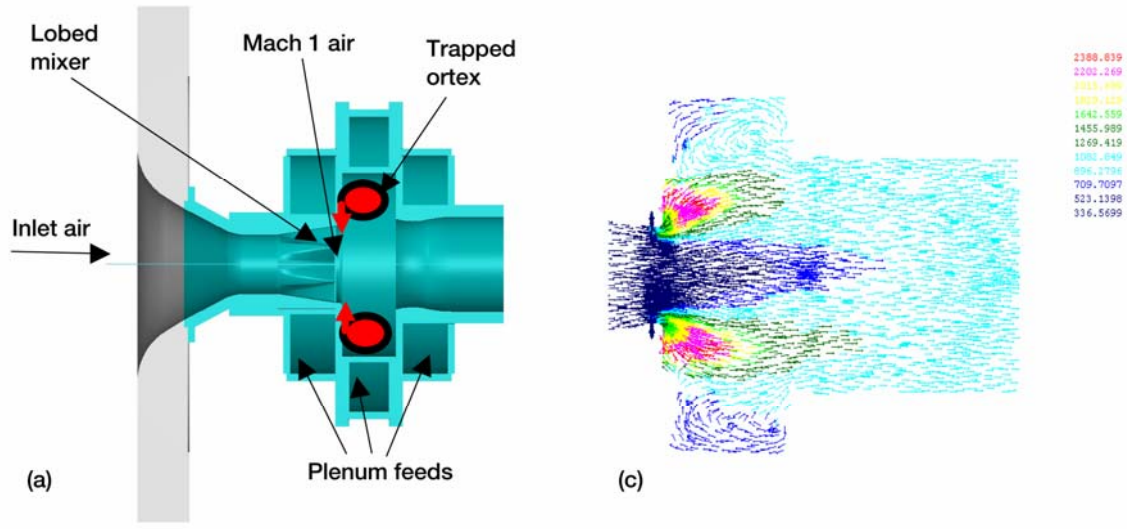 Lobed
mixer
Mach 1 air
Trapped
ortex
Inlet air
Plenum feeds
(a)
2388.839
2202.269
1642.559
1455.989
1269.419
1082.849
896.2796
709.7097
523.1398
336.5699
(c)